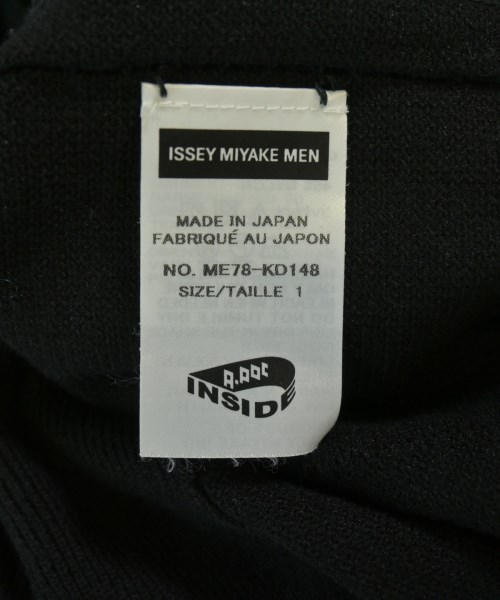 ISSEY MIYAKE MEN
MADE IN JAPAN
FABRIQUÉ AU JAPON
NO. ME78-KD148
SIZE/TAILLE 1
A-POC
INSIDE